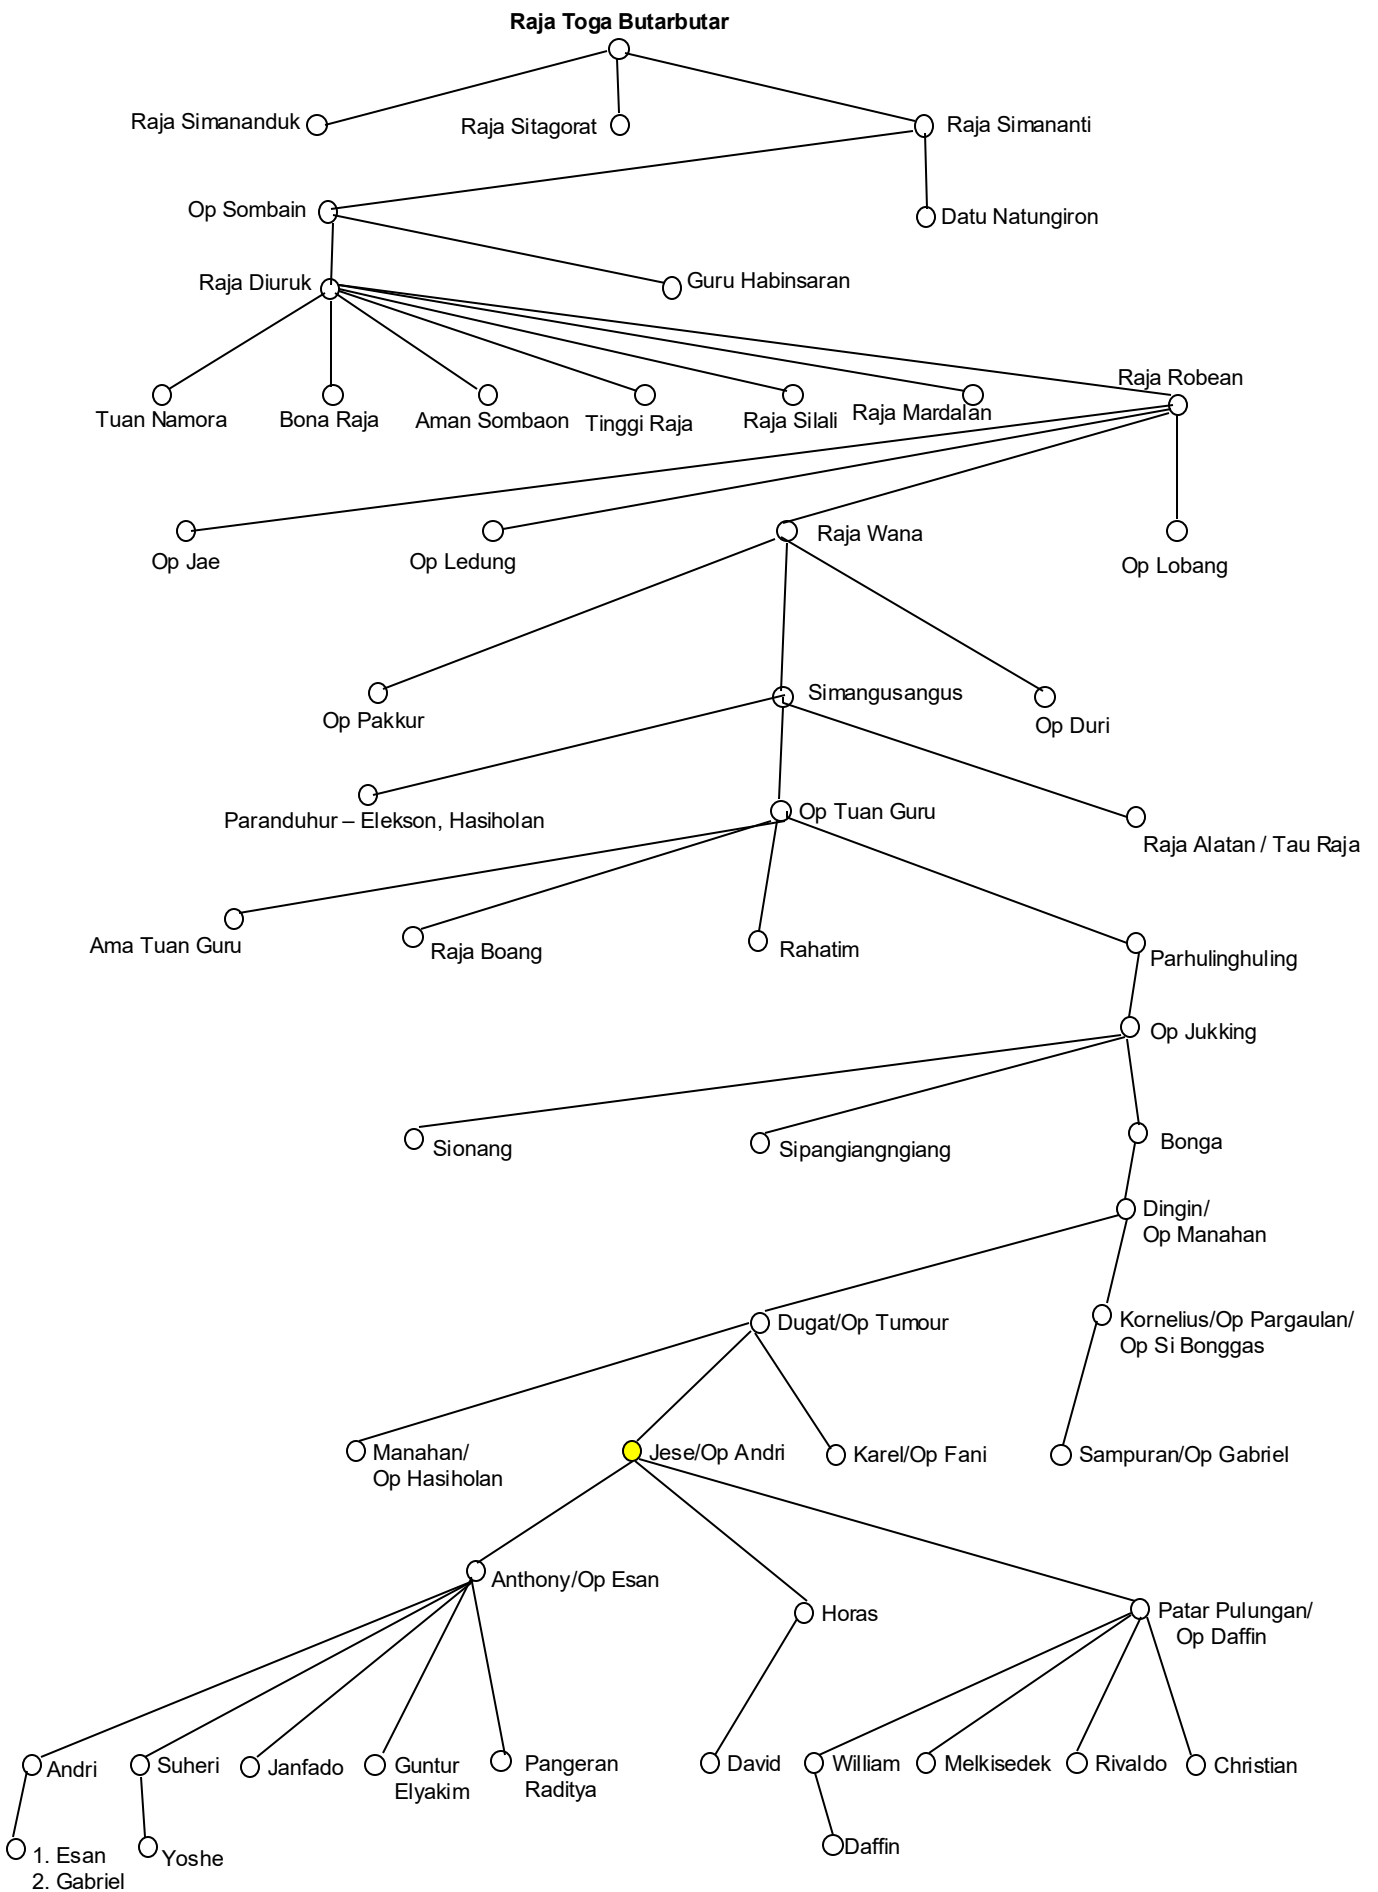 Raja Toga Butarbutar
Raja Simananduk
Raja Sitagorat
Raja Simananti
Op Sombain
Datu Natungiron
Raja Diuruk
Guru Habinsaran
Raja Robean
Tuan Namora
Bona Raja
Aman Sombaon
Tinggi Raja
Raja Silali
Raja Mardalan
Op Jae
Op Ledung
Raja Wana
Op Lobang
Op Pakkur
Simangusangus
Op Duri
Paranduhur – Elekson, Hasiholan
Op Tuan Guru
Raja Alatan / Tau Raja
Ama Tuan Guru
Raja Boang
Rahatim
Parhulinghuling
Op Jukking
Sionang
Sipangiangngiang
Bonga
Dingin/
Op Manahan
Dugat/Op Tumour
Kornelius/Op Pargaulan/
Op Si Bonggas
Manahan/
Op Hasiholan
Jese/Op Andri
Karel/Op Fani
Sampuran/Op Gabriel
Anthony/Op Esan
Horas
Patar Pulungan/
Op Daffin
Andri
Suheri
Janfado
Guntur
Elyakim
Pangeran
Raditya
David
William
Melkisedek
Rivaldo
Christian
1. Esan
2. Gabriel
Yoshe
Daffin